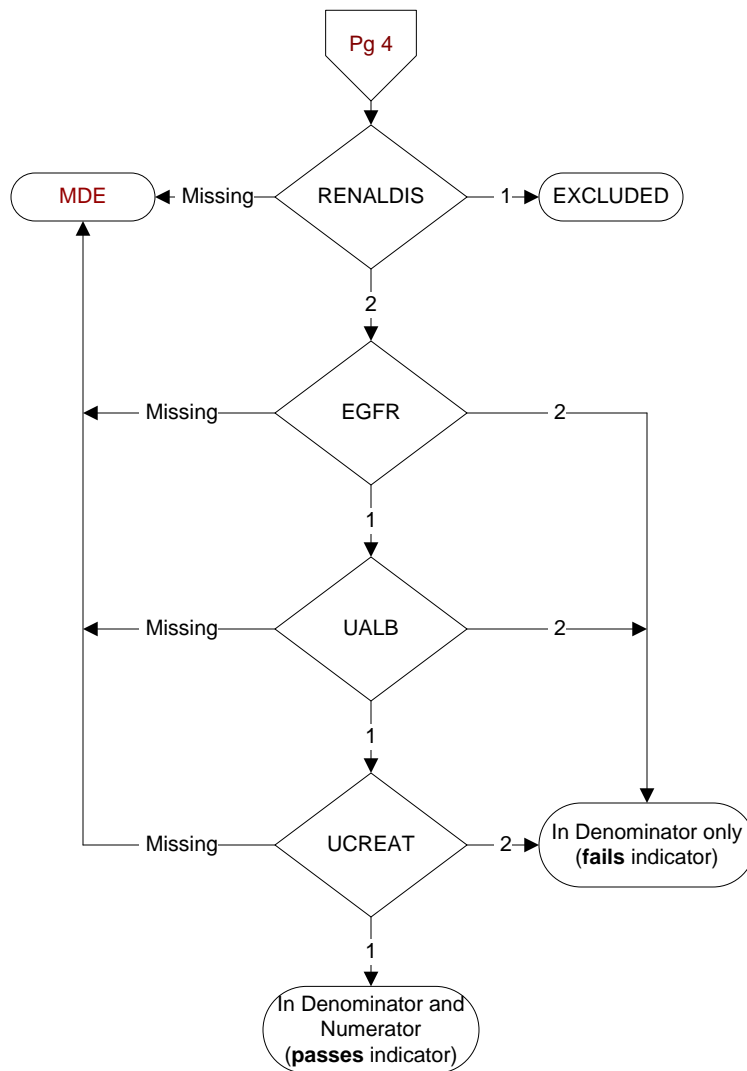 Pg 4
MDE
Missing
RENALDIS
1
EXCLUDED
2
Missing
EGFR
2
1
Missing
UALB
2
1
Missing
UCREAT
2
In Denominator only
(fails indicator)
1
In Denominator and
Numerator
(passes indicator)